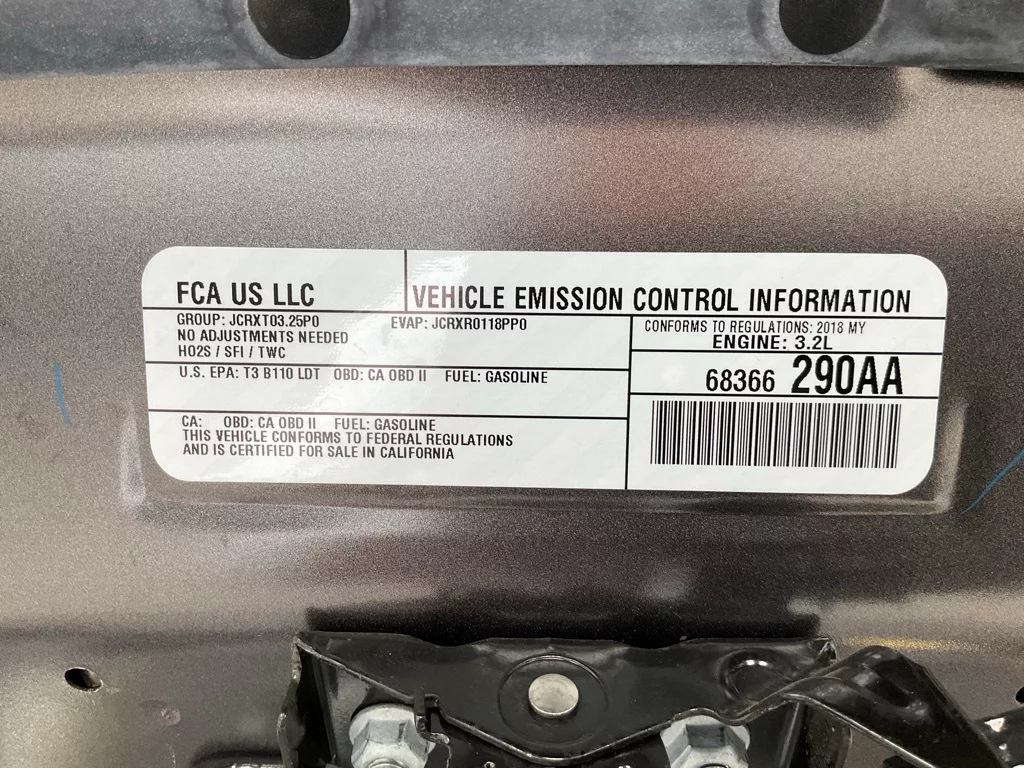 FCA US LLC
VEHICLE EMISSION CONTROL INFORMATION
GROUP: JCRXT03.25P0 EVAP: JCRXR0118PP0
NO ADJUSTMENTS NEEDED
HO2S / SFI / TWC
U.S. EPA: T3 B110 LDT OBD: CA OBD II FUEL: GASOLINE
CA: OBD: CA OBD II FUEL: GASOLINE
THIS VEHICLE CONFORMS TO FEDERAL REGULATIONS
AND IS CERTIFIED FOR SALE IN CALIFORNIA
CONFORMS TO REGULATIONS: 2018 MY
ENGINE: 3.2L
68366 290AA